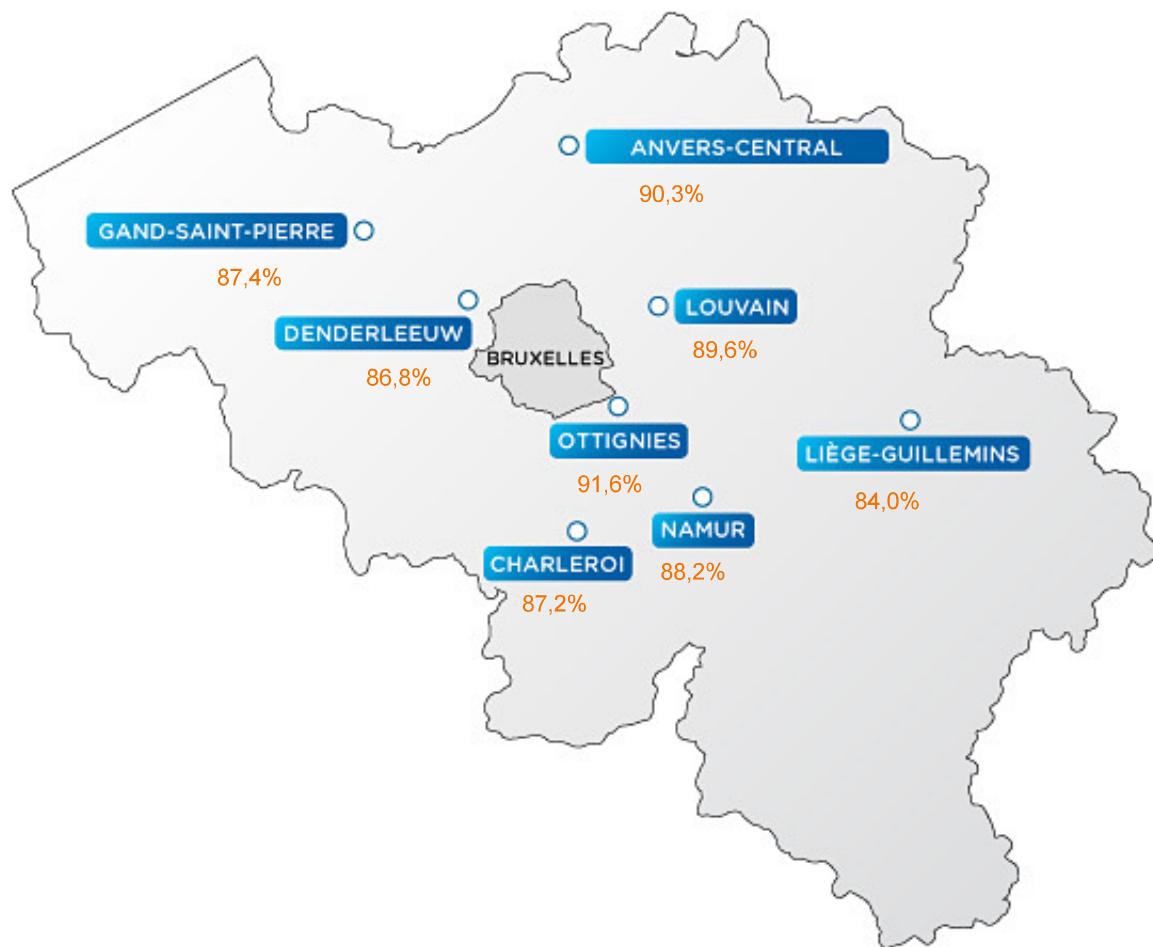 ANVERS-CENTRAL
90,3%
GAND-SAINT-PIERRE
87,4%
DENDERLEEUW
86,8%
BRUXELLES
LOUVAIN
89,6%
OTTIGNIES
91,6%
LIÈGE-GUILLEMINS
84,0%
NAMUR
88,2%
CHARLEROI
87,2%